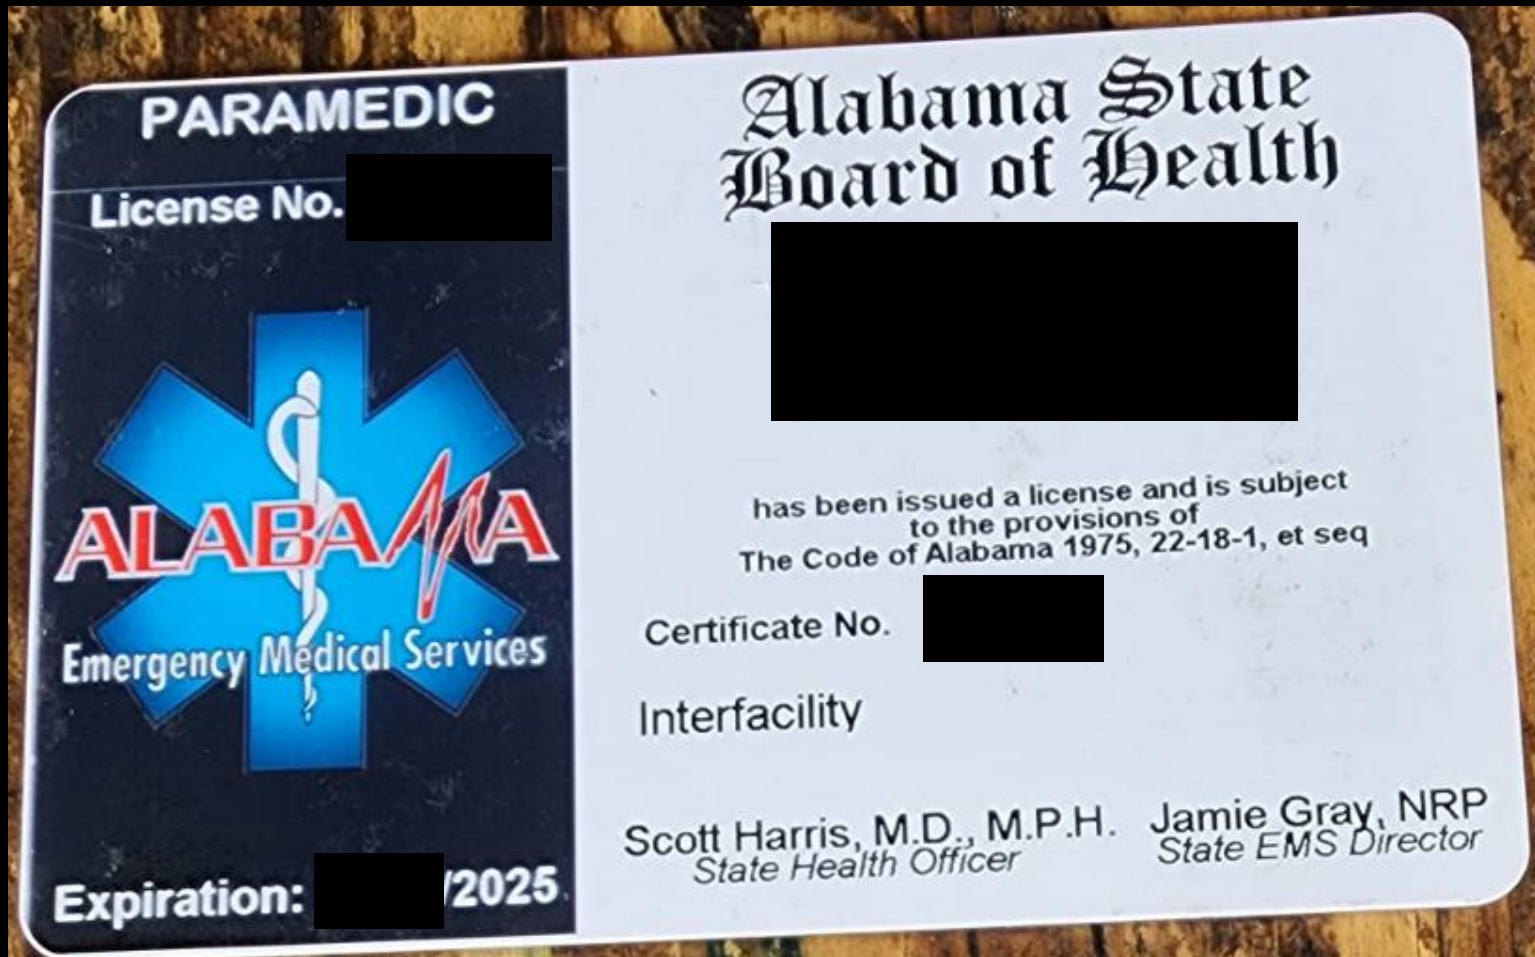 PARAMEDIC
License No.
ALABAMA
Emergency Medical Services
Expiration: /2025
Alabama State
Board of Health
has been issued a license and is subject
to the provisions of
The Code of Alabama 1975, 22-18-1, et seq
Certificate No.
Interfacility
Scott Harris, M.D., M.P.H.
State Health Officer
Jamie Gray, NRP
State EMS Director